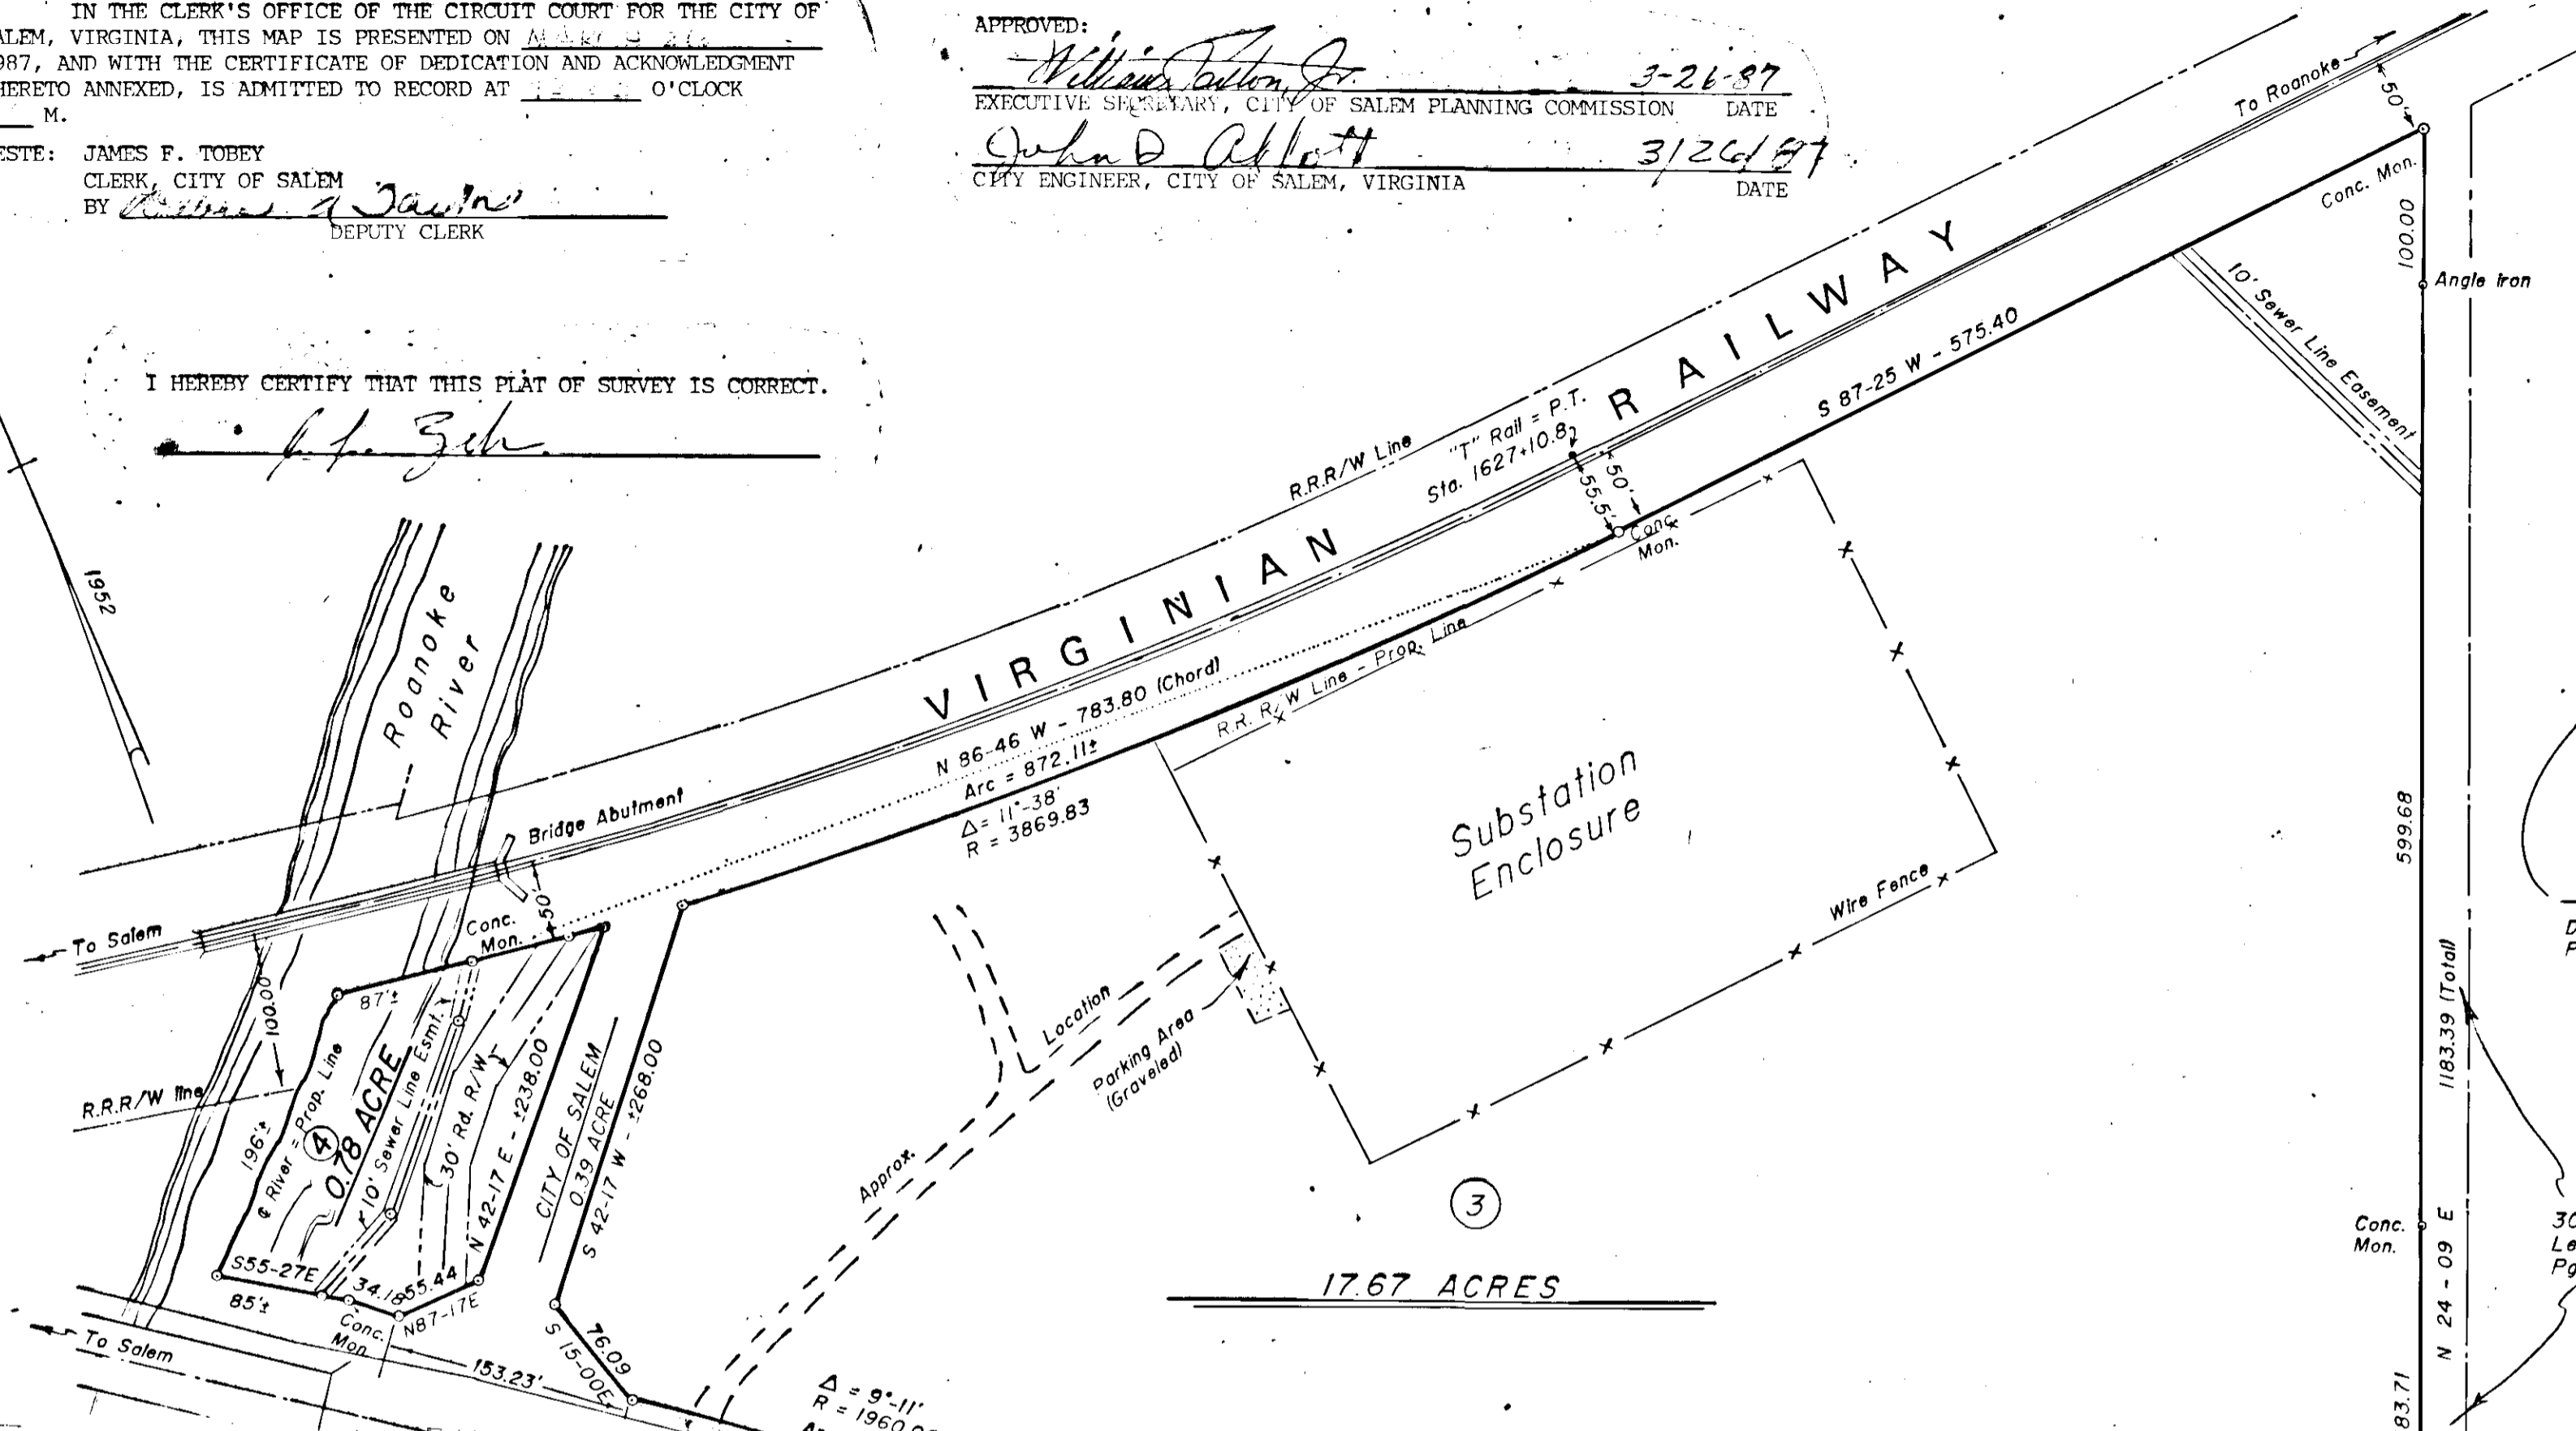 IN THE CLERK'S OFFICE OF THE CIRCUIT COURT FOR THE CITY OF
ALEM, VIRGINIA, THIS MAP IS PRESENTED ON
987, AND WITH THE CERTIFICATE OF DEDICATION AND ACKNOWLEDGMENT
HERETO ANNEXED, IS ADMITTED TO RECORD AT O'CLOCK
M.
ESTE: JAMES F. TOBEY
CLERK, CITY OF SALEM
BY
DEPUTY CLERK
APPROVED:
3-26-87
EXECUTIVE SECRETARY, CITY OF SALEM PLANNING COMMISSION DATE
John D Abbott 3/26/87
CITY ENGINEER, CITY OF SALEM, VIRGINIA DATE
I HEREBY CERTIFY THAT THIS PLAT OF SURVEY IS CORRECT.
1952
To Roanoke
50'
Conc. Mon.
100.00
Angle Iron
10' Sewer Line Easement
VIRGINIAN RAILWAY
S 87-25 W - 575.40
R.R.R/W Line
"T" Rail = P.T.
Sta. 1627+10.8
50'
55.5'
Conc.
Mon.
Roanoke
River
N 86-46 W - 783.80 (Chord)
Arc = 872.11±
Δ = 11°-38'
R = 3869.83
R.R. R/W Line - Prop. Line
Bridge Abutment
Substation
Enclosure
Wire Fence
599.68
To Salem
50'
Conc.
Mon.
87'±
100.00
R.R.R/W line
196'±
₵ River = Prop. Line
4
0.78 ACRE
10' Sewer Line Esmt.
30' Rd. R/W
N 42-17 E - ±238.00
CITY OF SALEM
0.39 ACRE
S 42-17 W - ±268.00
Location
Approx.
Parking Area
(Graveled)
3
17.67 ACRES
1183.39 (Total)
N 24-09 E
Conc.
Mon.
83.71
30
Le
Pg
D
P
S55-27E
85'±
34.18
55.44
N87-17E
Conc.
Mon
To Salem
153.23'
76.09
S 15-00E
Δ = 9°-11'
R = 1960.